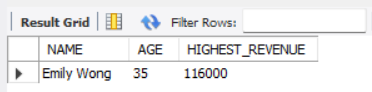 Result Grid Filter Rows:
NAME AGE HIGHEST_REVENUE
Emily Wong 35 116000